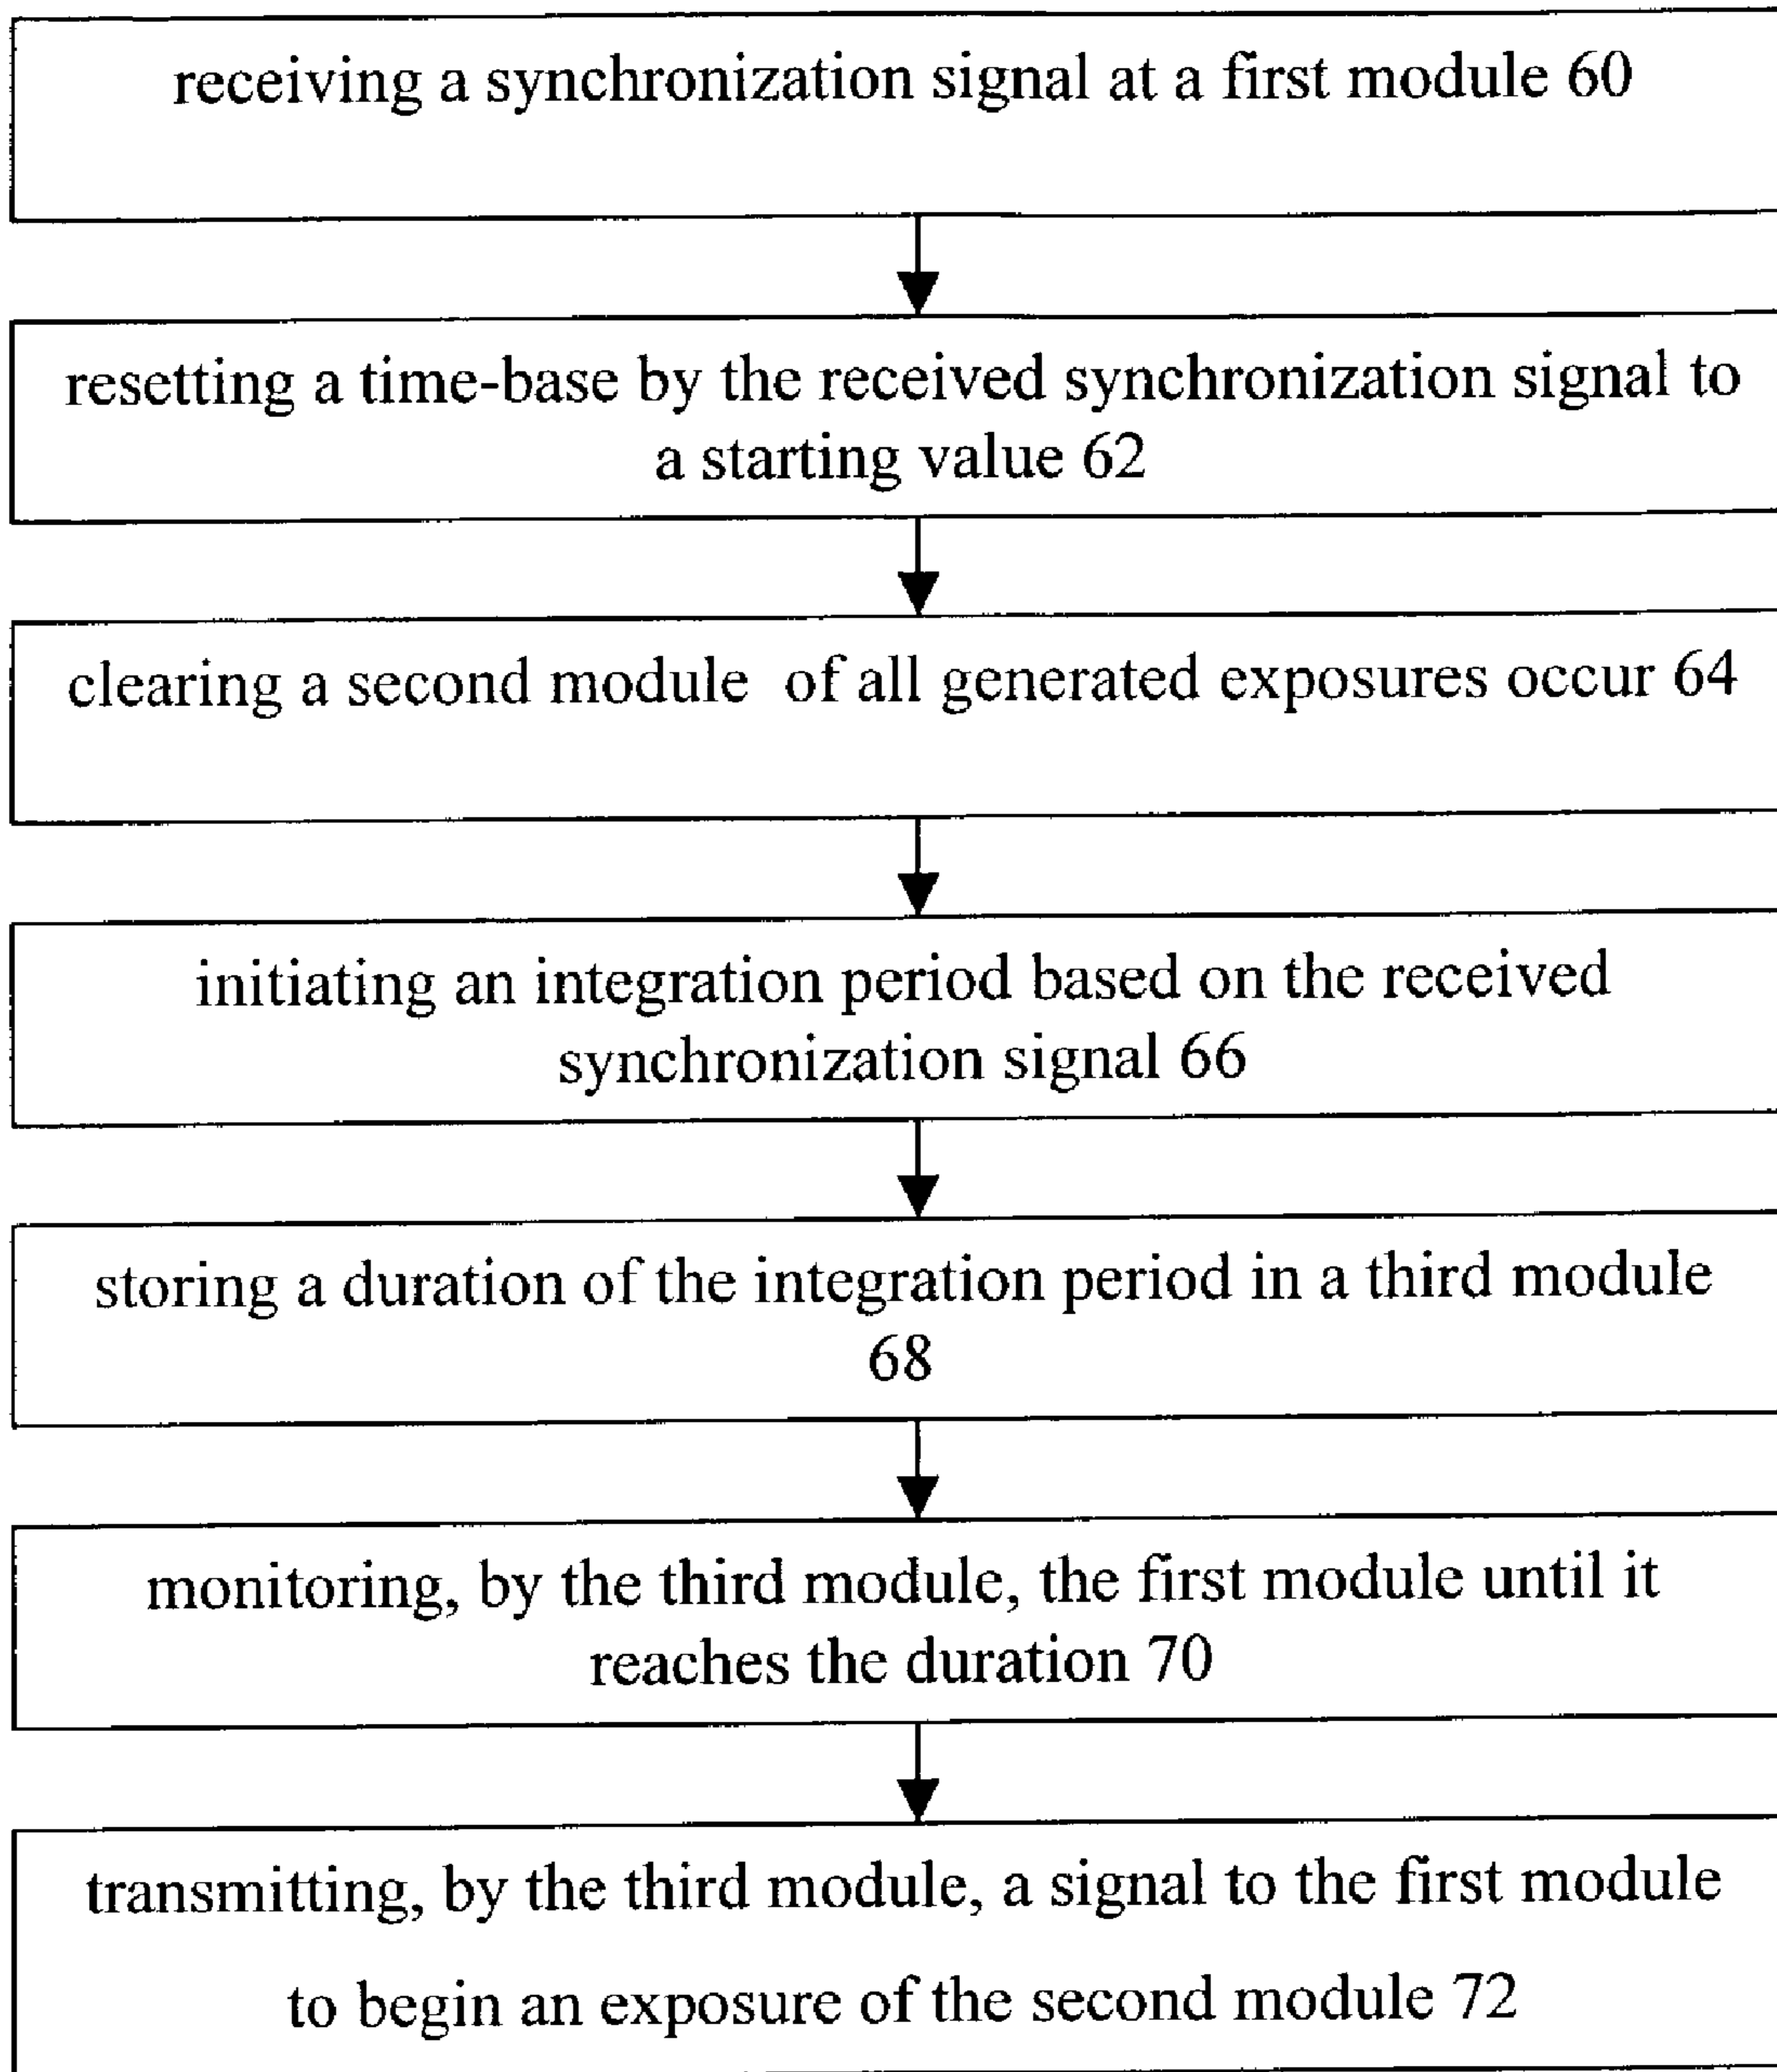 receiving a synchronization signal at a first module 60
resetting a time-base by the received synchronization signal to
a starting value 62
clearing a second module of all generated exposures occur 64
initiating an integration period based on the received
synchronization signal 66
storing a duration of the integration period in a third module
68
monitoring, by the third module, the first module until it
reaches the duration 70
transmitting, by the third module, a signal to the first module
to begin an exposure of the second module 72